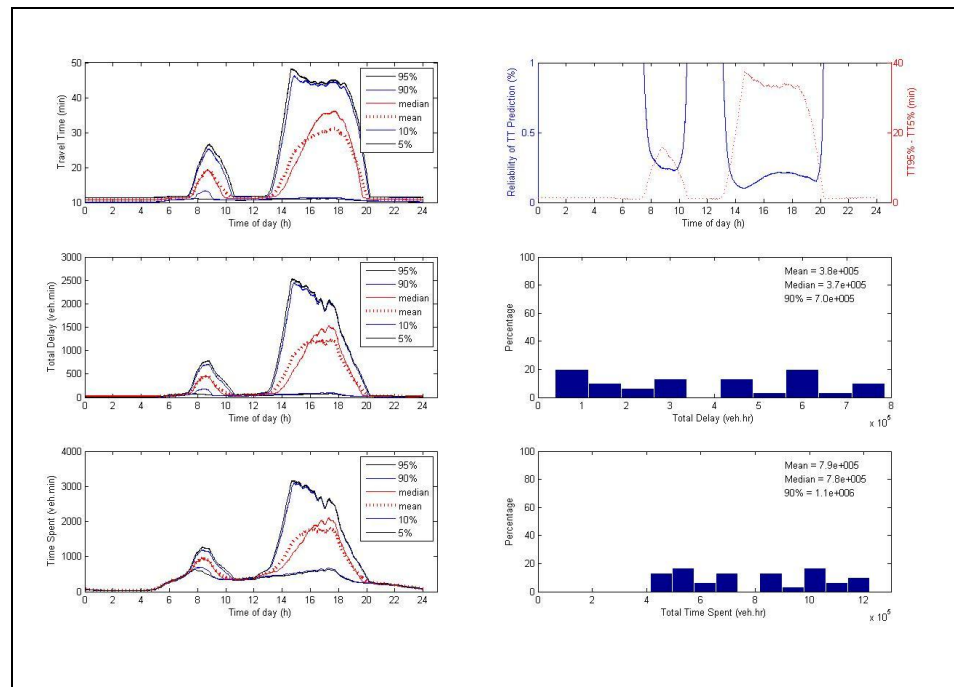 50
40
30
20
10
Travel Time (min)
95%
90%
median
mean
10%
5%
0 2 4 6 8 10 12 14 16 18 20 22 24
Time of day (h)
1
0.5
0
Reliability of TT Prediction (%)
40
20
0
TT95% - TT5% (min)
0 2 4 6 8 10 12 14 16 18 20 22 24
Time of day (h)
3000
2500
2000
1500
1000
500
0
Total Delay (veh.min)
95%
90%
median
mean
10%
5%
0 2 4 6 8 10 12 14 16 18 20 22 24
Time of day (h)
100
80
60
40
20
0
Percentage
Mean = 3.8e+005
Median = 3.7e+005
90% = 7.0e+005
0 1 2 3 4 5 6 7 8
Total Delay (veh.hr)
x 10^5
4000
3000
2000
1000
0
Time Spent (veh.min)
95%
90%
median
mean
10%
5%
0 2 4 6 8 10 12 14 16 18 20 22 24
Time of day (h)
100
80
60
40
20
0
Percentage
Mean = 7.9e+005
Median = 7.8e+005
90% = 1.1e+006
0 2 4 6 8 10 12
Total Time Spent (veh.hr)
x 10^5